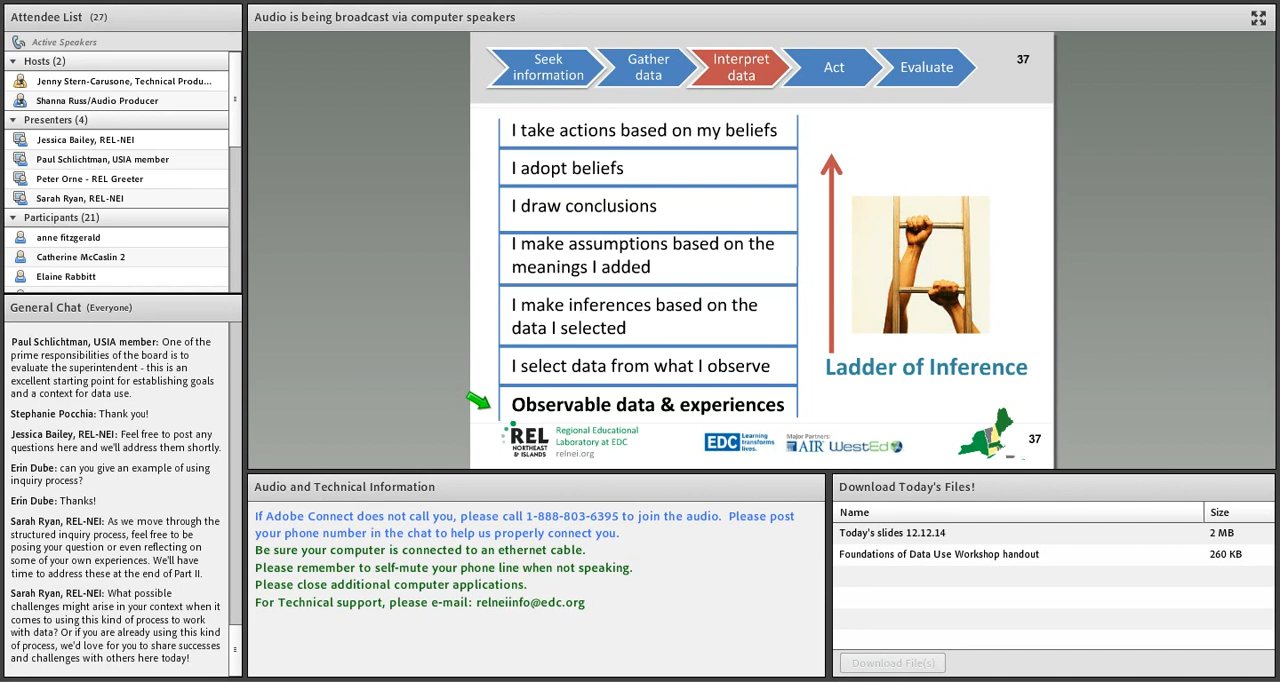 Attendee List (27)
Active Speakers
Hosts (2)
Jenny Stern-Carusone, Technical Produ...
Shanna Russ/Audio Producer
Presenters (4)
Jessica Bailey, REL-NEI
Paul Schlichtman, USIA member
Peter Orne - REL Greeter
Sarah Ryan, REL-NEI
Participants (21)
anne fitzgerald
Catherine McCaslin 2
Elaine Rabbitt
General Chat (Everyone)
Paul Schlichtman, USIA member: One of the
prime responsibilities of the board is to
evaluate the superintendent - this is an
excellent starting point for establishing goals
and a context for data use.
Stephanie Pocchia: Thank you!
Jessica Bailey, REL-NEI: Feel free to post any
questions here and we'll address them shortly.
Erin Dube: can you give an example of using
inquiry process?
Erin Dube: Thanks!
Sarah Ryan, REL-NEI: As we move through the
structured inquiry process, feel free to be
posing your question or even reflecting on
some of your own experiences. We'll have
time to address these at the end of Part II.
Sarah Ryan, REL-NEI: What possible
challenges might arise in your context when it
comes to using this kind of process to work
with data? Or if you are already using this kind
of process, we'd love for you to share successes
and challenges with others here today!
Audio is being broadcast via computer speakers
Seek information
Gather data
Interpret data
Act
Evaluate
37
I take actions based on my beliefs
I adopt beliefs
I draw conclusions
I make assumptions based on the
meanings I added
I make inferences based on the
data I selected
I select data from what I observe
Observable data & experiences
Ladder of Inference
REL
NORTHEAST
& ISLANDS
Regional Educational
Laboratory at EDC
relnei.org
EDC Learning
transforms
lives.
Major Partners:
AIR WestEd
37
Audio and Technical Information
If Adobe Connect does not call you, please call 1-888-803-6395 to join the audio. Please post
your phone number in the chat to help us properly connect you.
Be sure your computer is connected to an ethernet cable.
Please remember to self-mute your phone line when not speaking.
Please close additional computer applications.
For Technical support, please e-mail: relneiinfo@edc.org
Download Today's Files!
Name Size
Today's slides 12.12.14 2 MB
Foundations of Data Use Workshop handout 260 KB
Download File(s)